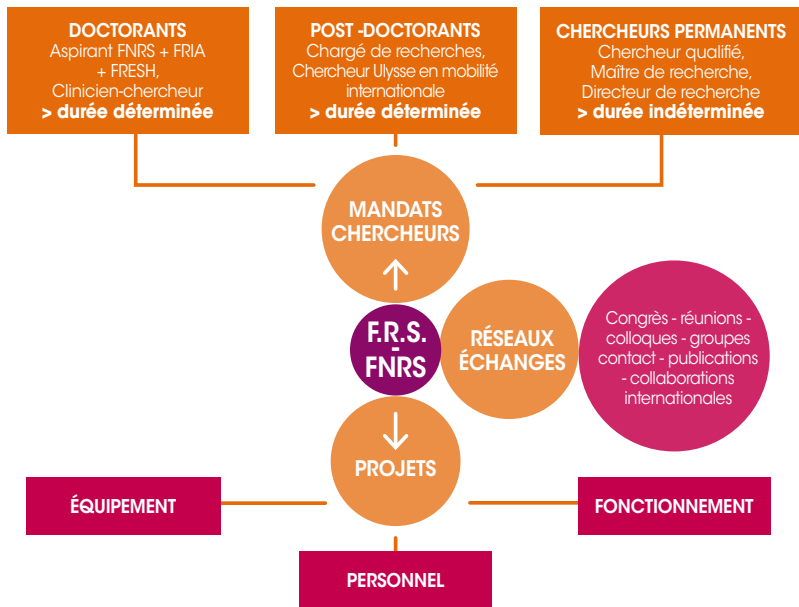 DOCTORANTS
Aspirant FNRS + FRIA
+ FRESH,
Clinicien-chercheur
> durée déterminée
POST -DOCTORANTS
Chargé de recherches,
Chercheur Ulysse en mobilité
internationale
> durée déterminée
CHERCHEURS PERMANENTS
Chercheur qualifié,
Maître de recherche,
Directeur de recherche
> durée indéterminée
MANDATS
CHERCHEURS
F.R.S.
-
FNRS
RÉSEAUX
ÉCHANGES
Congrès - réunions -
colloques - groupes
contact - publications
- collaborations
internationales
PROJETS
ÉQUIPEMENT
FONCTIONNEMENT
PERSONNEL